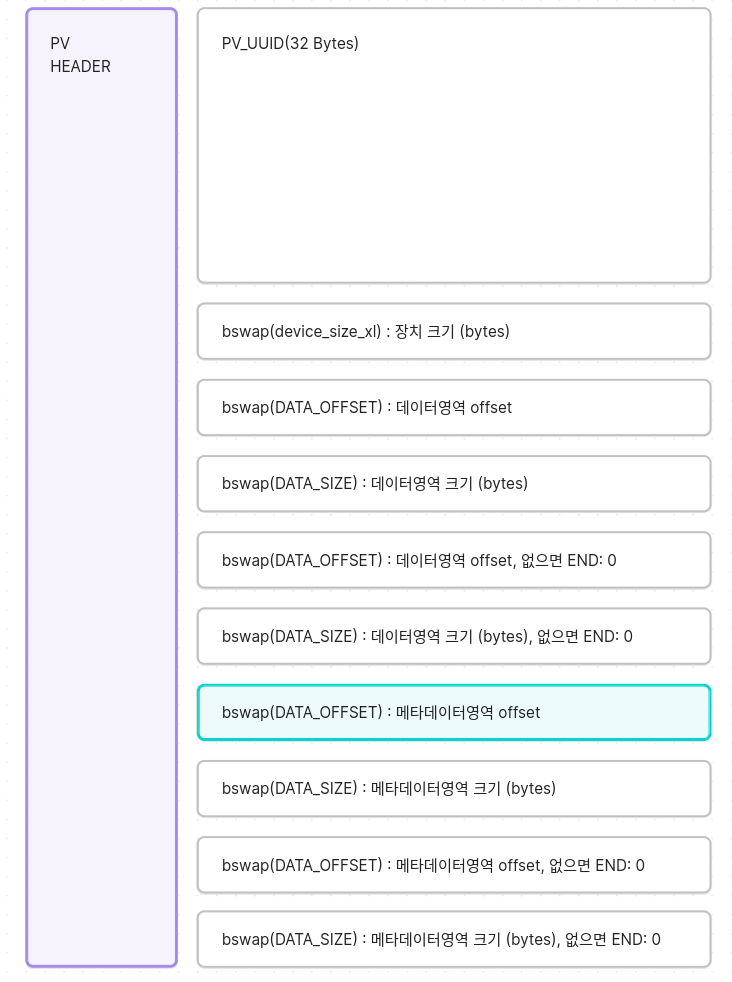 PV
HEADER
PV_UUID(32 Bytes)
bswap(device_size_xl) : 장치 크기 (bytes)
bswap(DATA_OFFSET) : 데이터영역 offset
bswap(DATA_SIZE) : 데이터영역 크기 (bytes)
bswap(DATA_OFFSET) : 데이터영역 offset, 없으면 END: 0
bswap(DATA_SIZE) : 데이터영역 크기 (bytes), 없으면 END: 0
bswap(DATA_OFFSET) : 메타데이터영역 offset
bswap(DATA_SIZE) : 메타데이터영역 크기 (bytes)
bswap(DATA_OFFSET) : 메타데이터영역 offset, 없으면 END: 0
bswap(DATA_SIZE) : 메타데이터영역 크기 (bytes), 없으면 END: 0